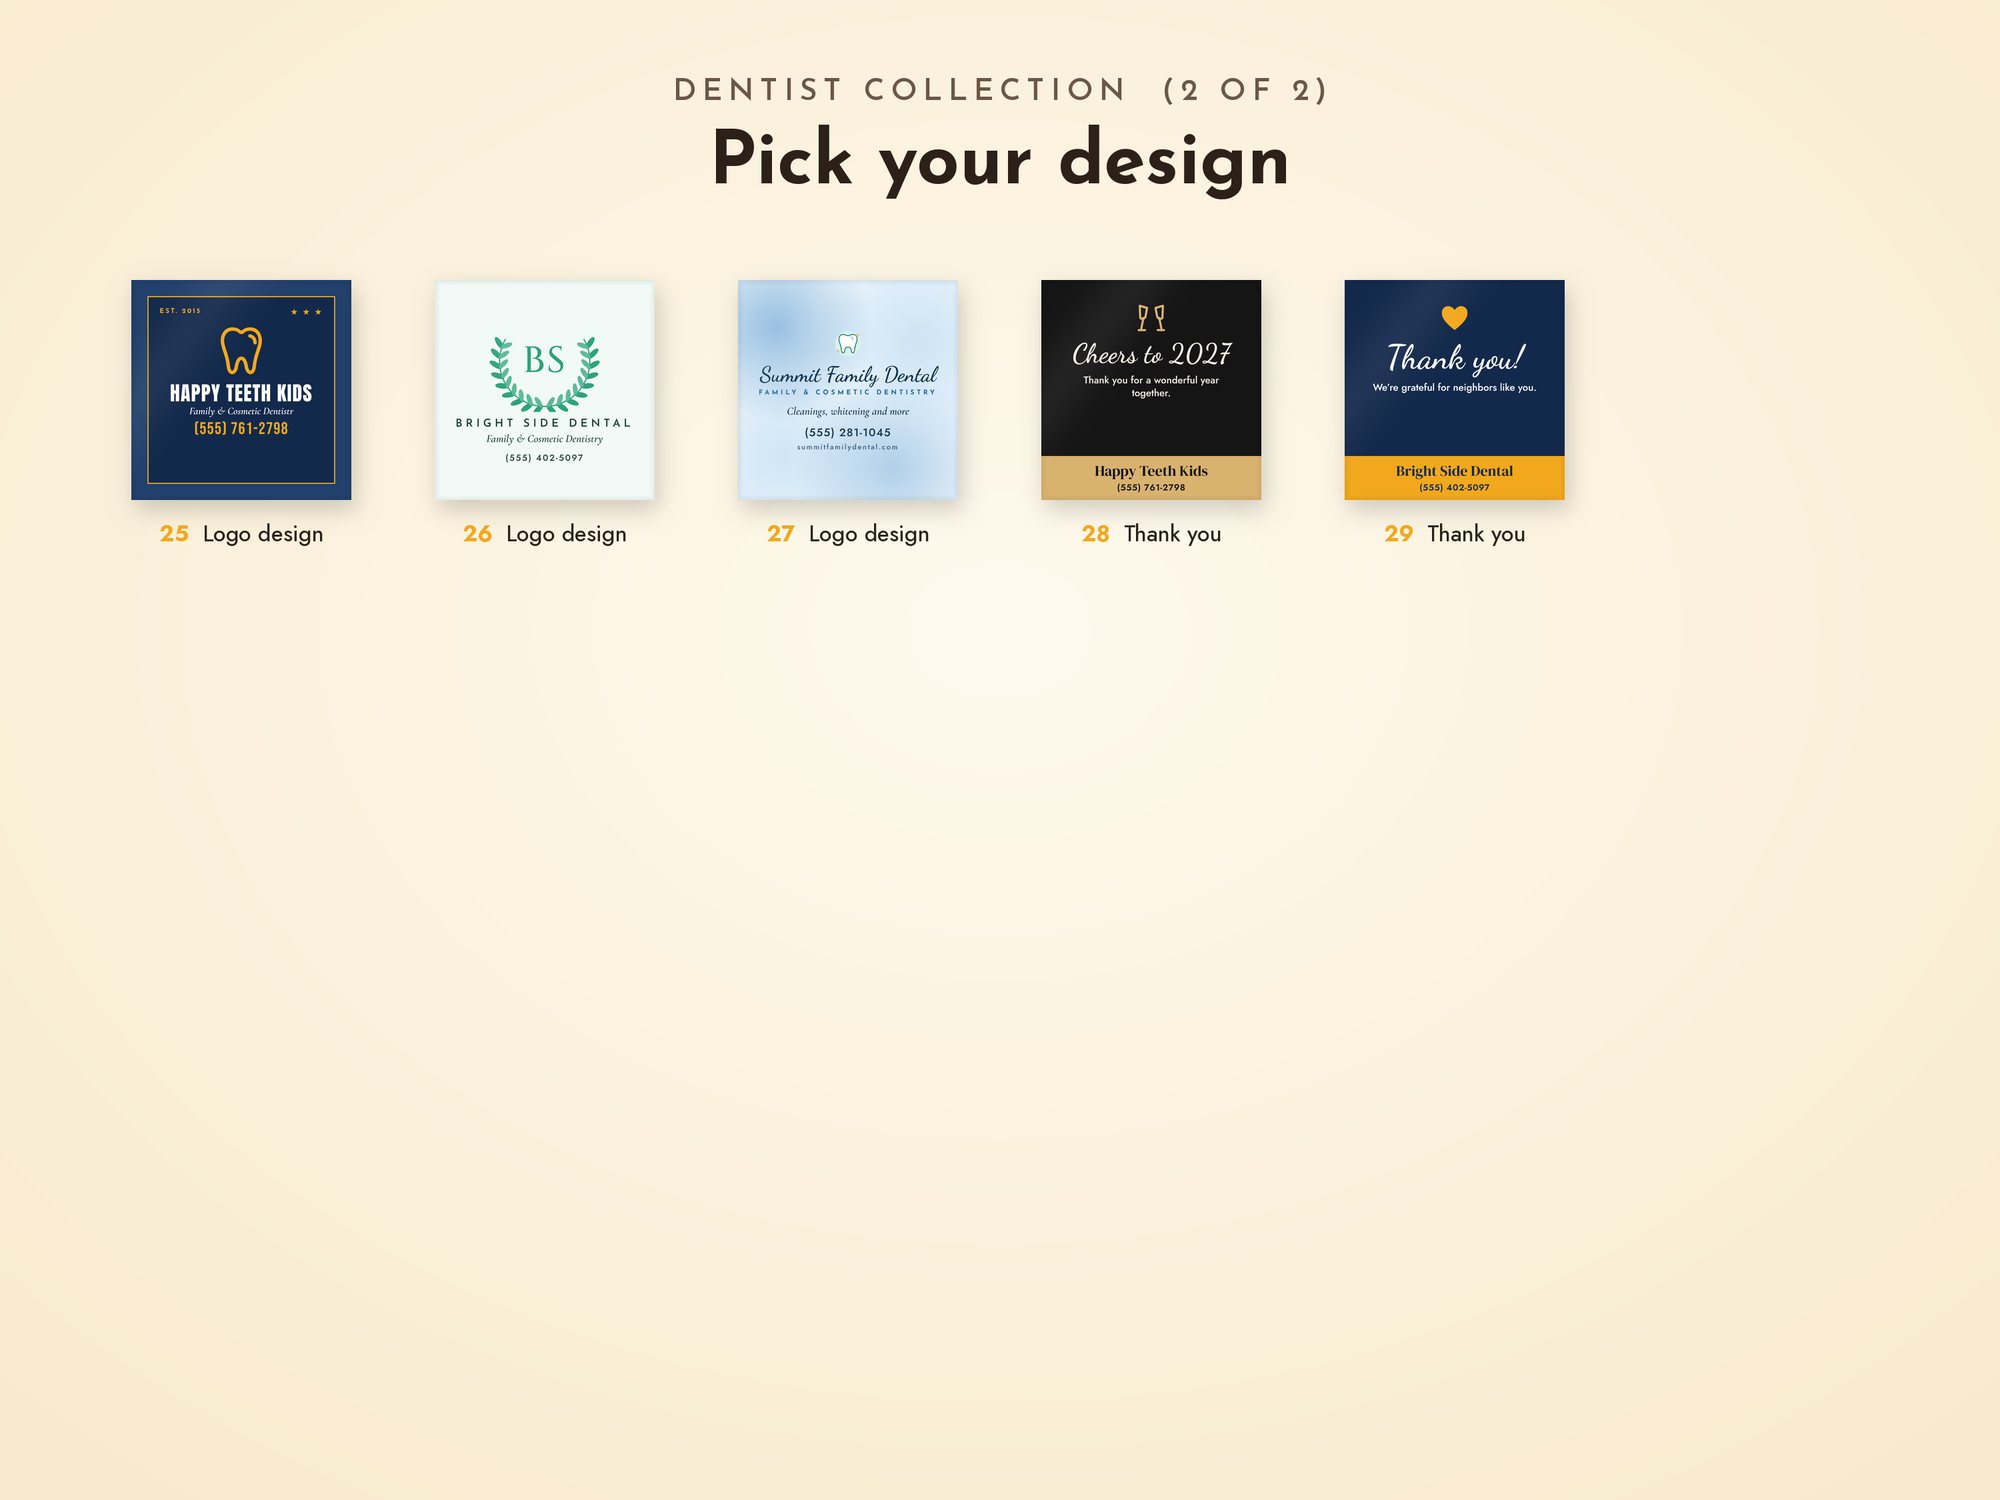 DENTIST COLLECTION (2 OF 2)
Pick your design
EST. 2015
HAPPY TEETH KIDS
Family & Cosmetic Dentistr
(555) 761-2798
25 Logo design
BS
BRIGHT SIDE DENTAL
Family & Cosmetic Dentistry
(555) 402-5097
26 Logo design
Summit Family Dental
FAMILY & COSMETIC DENTISTRY
Cleanings, whitening and more
(555) 281-1045
summitfamilydental.com
27 Logo design
Cheers to 2027
Thank you for a wonderful year
together.
Happy Teeth Kids
(555) 761-2798
28 Thank you
Thank you!
We're grateful for neighbors like you.
Bright Side Dental
(555) 402-5097
29 Thank you